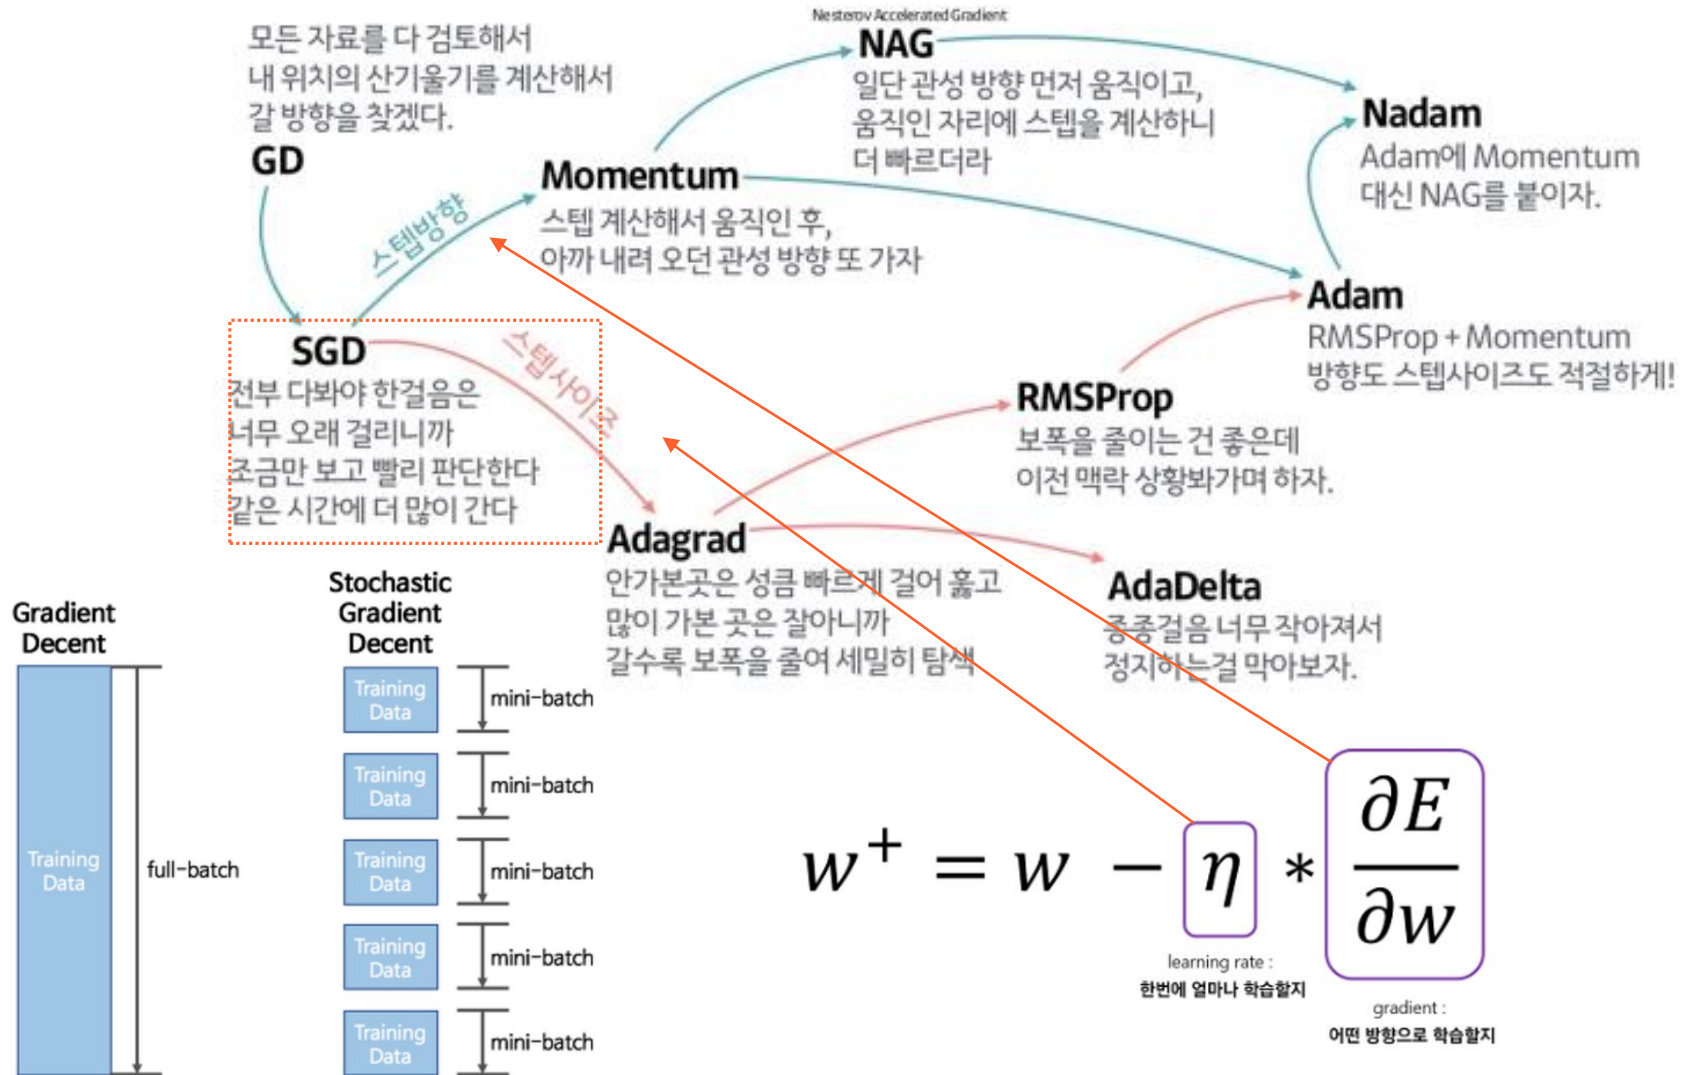 Nesterov Accelerated Gradient
NAG
일단 관성 방향 먼저 움직이고,
움직인 자리에 스텝을 계산하니
더 빠르더라
모든 자료를 다 검토해서
내 위치의 산기울기를 계산해서
갈 방향을 찾겠다.
GD
스텝방향
Momentum
스텝 계산해서 움직인 후,
아까 내려 오던 관성 방향 또 가자
Nadam
Adam에 Momentum
대신 NAG를 붙이자.
Adam
RMSProp + Momentum
방향도 스텝사이즈도 적절하게!
SGD
전부 다봐야 한걸음은
너무 오래 걸리니까
조금만 보고 빨리 판단한다
같은 시간에 더 많이 간다
스텝사이즈
RMSProp
보폭을 줄이는 건 좋은데
이전 맥락 상황봐가며 하자.
Adagrad
안가본곳은 성큼 빠르게 걸어 훑고
많이 가본 곳은 잘아니까
갈수록 보폭을 줄여 세밀히 탐색
AdaDelta
종종걸음 너무 작아져서
정지하는걸 막아보자.
Gradient
Decent
Training
Data
full-batch
Stochastic
Gradient
Decent
Training
Data
mini-batch
Training
Data
mini-batch
Training
Data
mini-batch
Training
Data
mini-batch
Training
Data
mini-batch
w⁺ = w − η * ∂E/∂w
learning rate :
한번에 얼마나 학습할지
gradient :
어떤 방향으로 학습할지